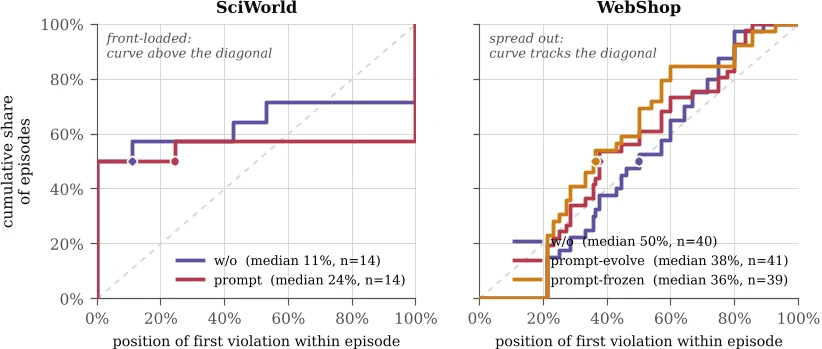 SciWorld
front-loaded:
curve above the diagonal
cumulative share
of episodes
100%
80%
60%
40%
20%
0%
w/o  (median 11%, n=14)
prompt  (median 24%, n=14)
0%
20%
40%
60%
80%
100%
position of first violation within episode
WebShop
spread out:
curve tracks the diagonal
w/o  (median 50%, n=40)
prompt-evolve  (median 38%, n=41)
prompt-frozen  (median 36%, n=39)
0%
20%
40%
60%
80%
100%
position of first violation within episode